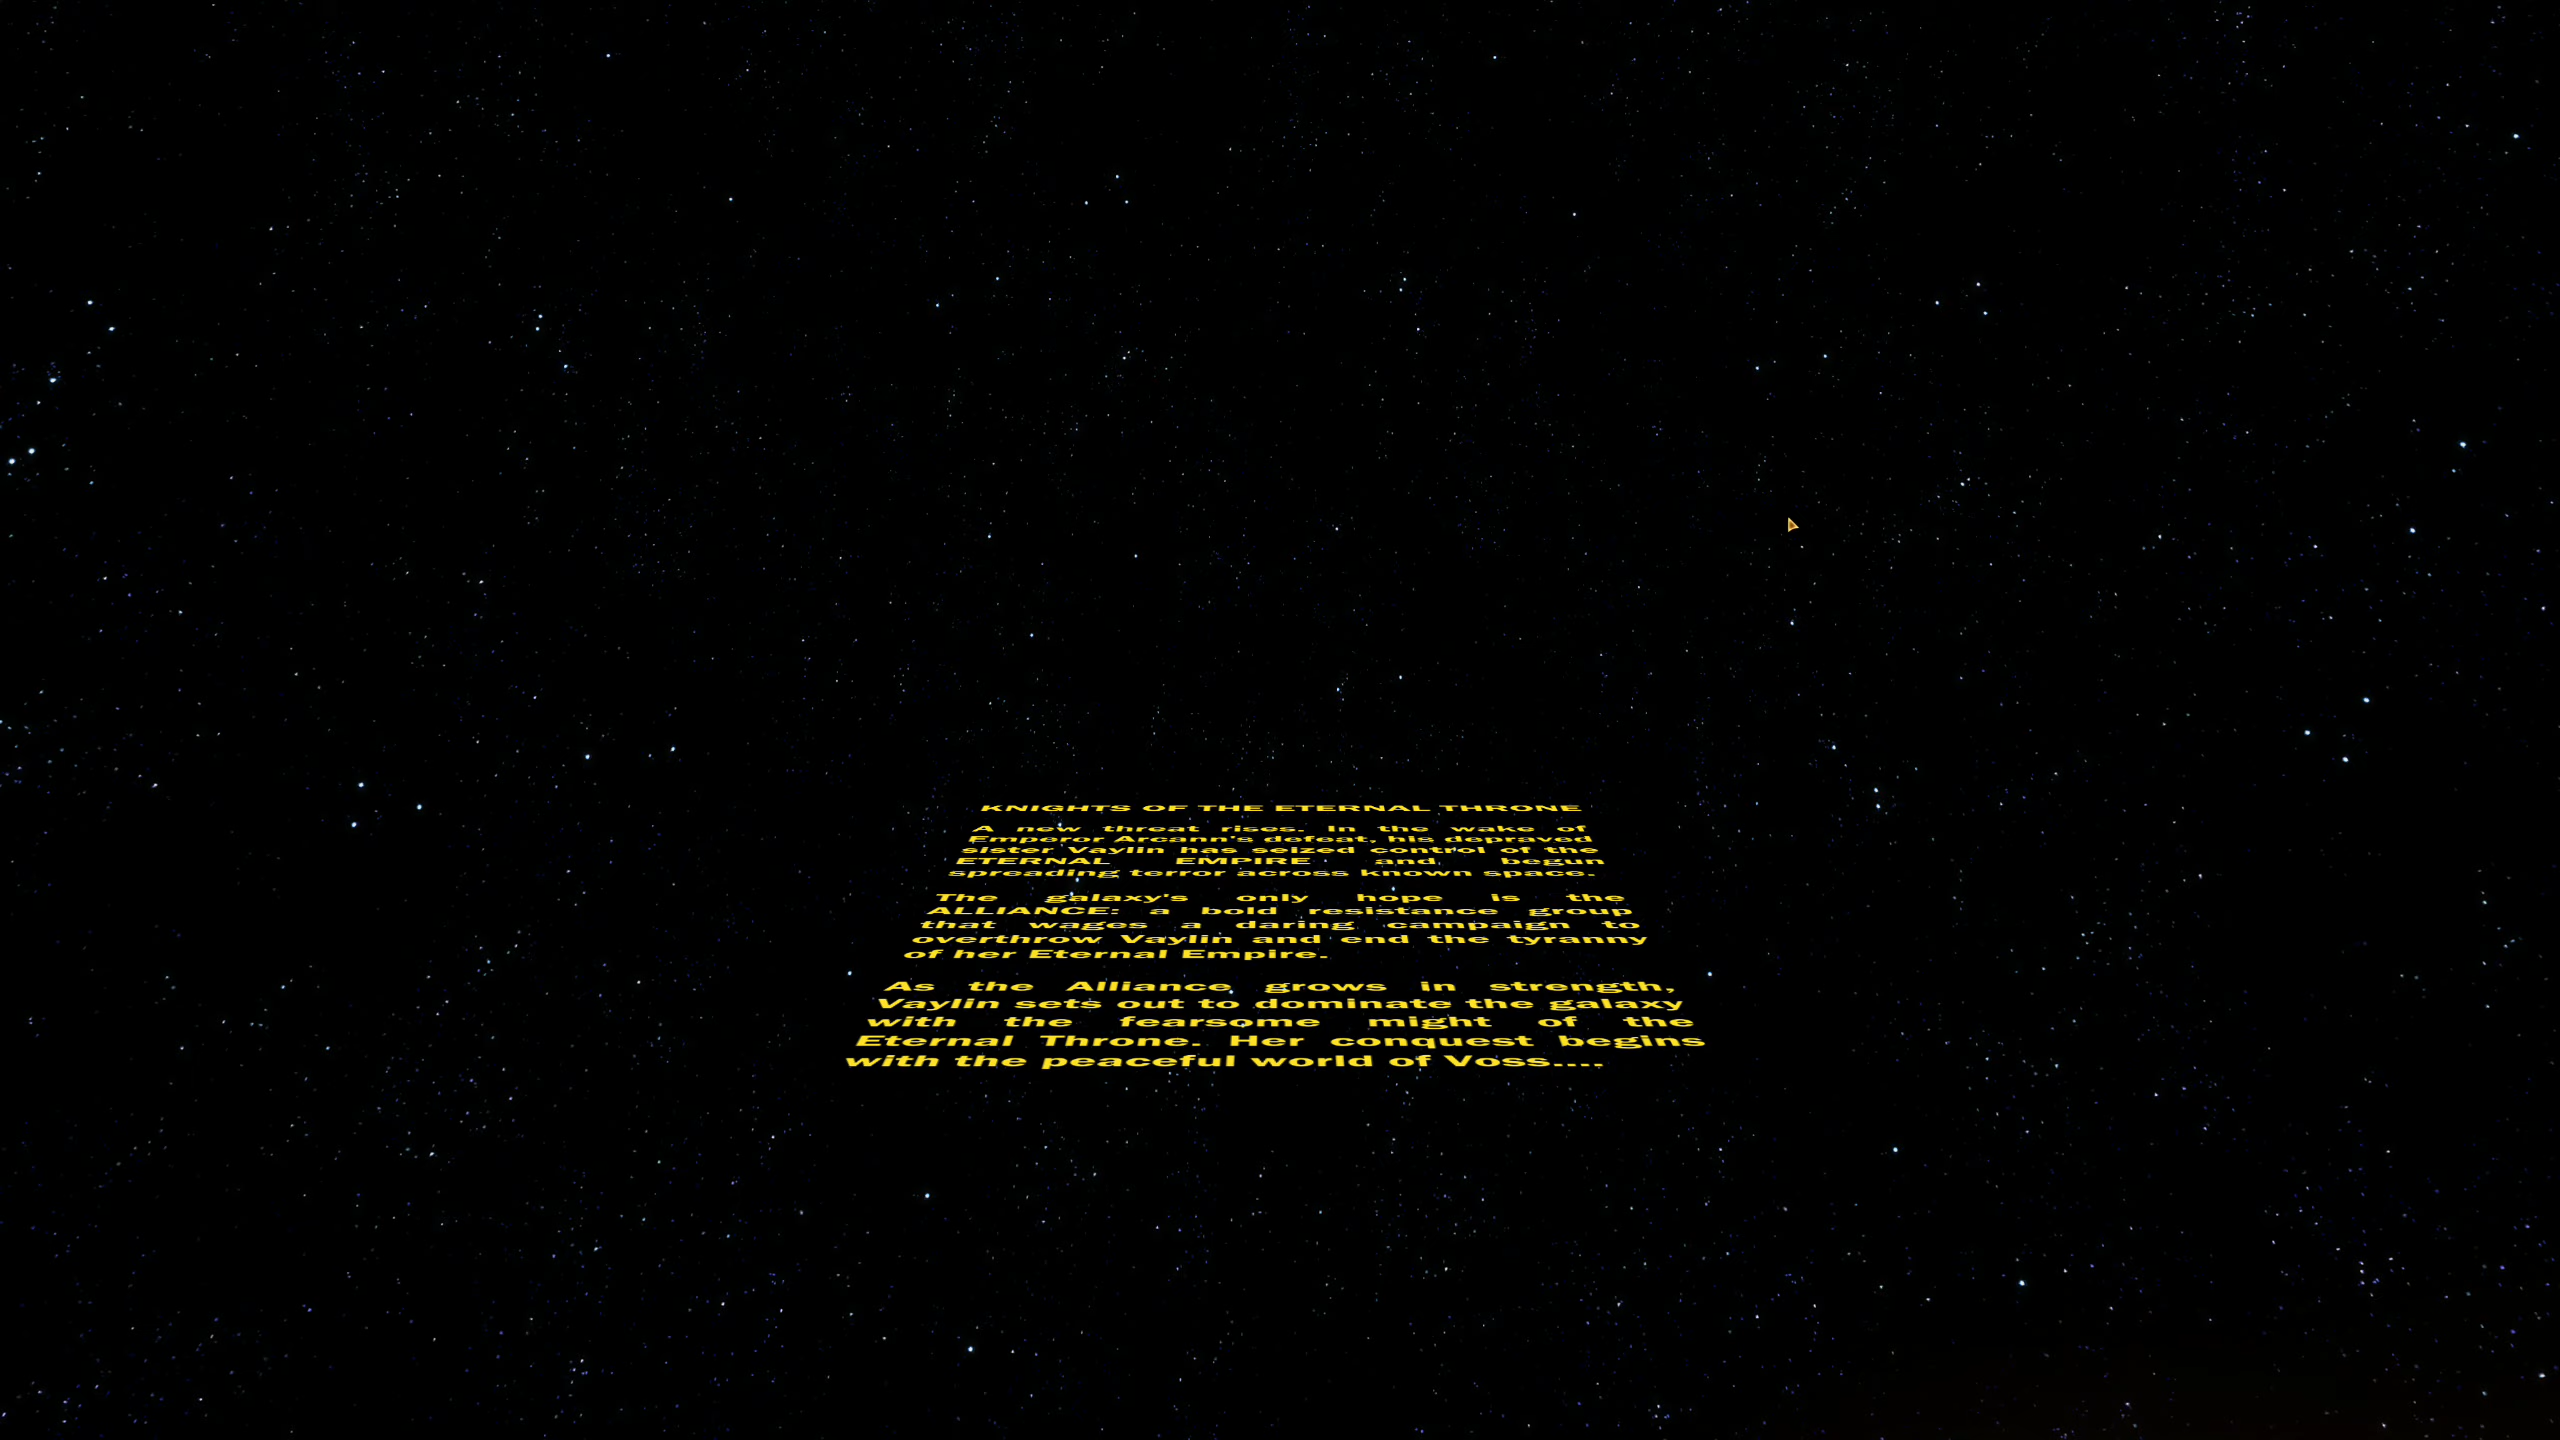 KNIGHTS OF THE ETERNAL THRONE
A new threat rises. In the wake of
Emperor Arcann's defeat, his depraved
sister Vaylin has seized control of the
ETERNAL EMPIRE and begun
spreading terror across known space.
The galaxy's only hope is the
ALLIANCE: a bold resistance group
that wages a daring campaign to
overthrow Vaylin and end the tyranny
of her Eternal Empire.
As the Alliance grows in strength,
Vaylin sets out to dominate the galaxy
with the fearsome might of the
Eternal Throne. Her conquest begins
with the peaceful world of Voss....